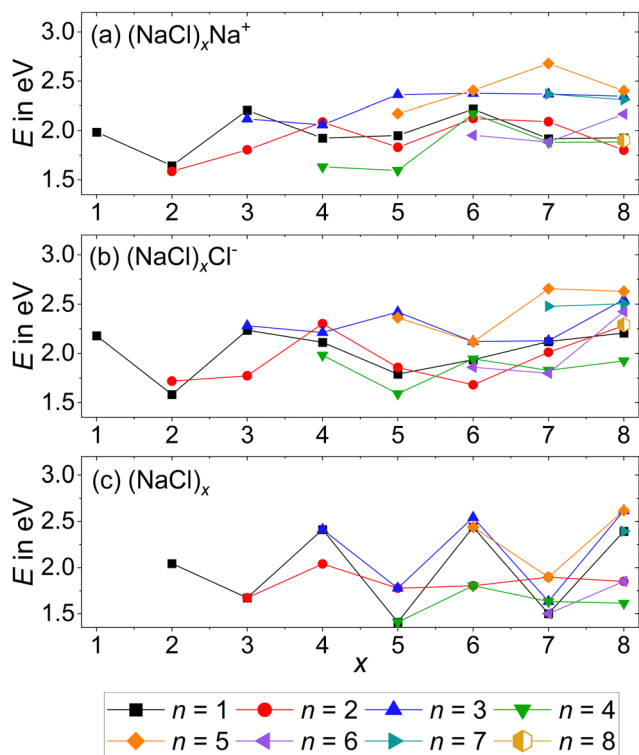 (a) (NaCl)ₓNa⁺
E in eV
3.0
2.5
2.0
1.5
1 2 3 4 5 6 7 8
(b) (NaCl)ₓCl⁻
E in eV
3.0
2.5
2.0
1.5
1 2 3 4 5 6 7 8
(c) (NaCl)ₓ
E in eV
3.0
2.5
2.0
1.5
1 2 3 4 5 6 7 8
x
n = 1 n = 2 n = 3 n = 4
n = 5 n = 6 n = 7 n = 8